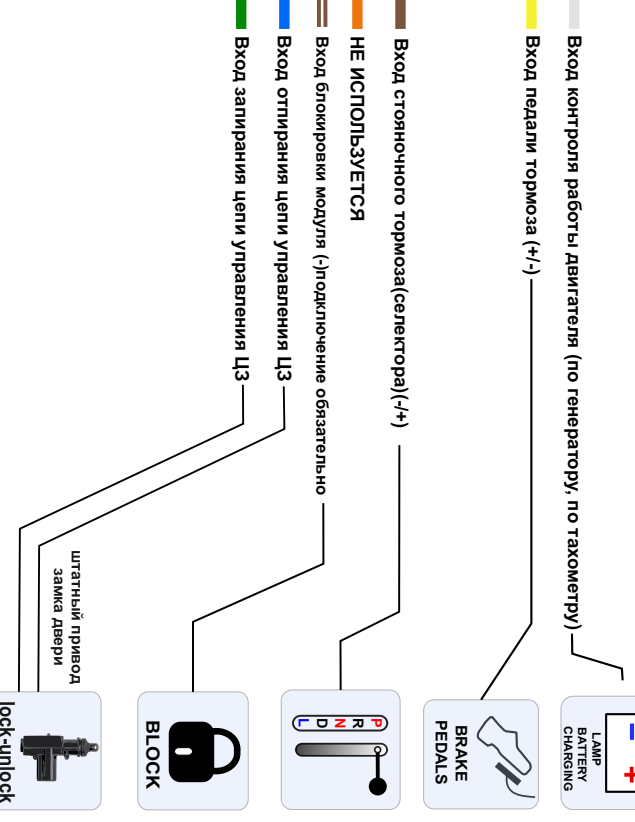 Вход контроля работы двигателя (по генератору, по тахометру)
LAMP
BATTERY
CHARGING
Вход педали тормоза (+/-)
BRAKE
PEDALS
Вход стояночного тормоза(селектора)(-/+)
P
R
N
D
L
НЕ ИСПОЛЬЗУЕТСЯ
Вход блокировки модуля (-)подключение обязательно
BLOCK
Вход отпирания цепи управления ЦЗ
Вход запирания цепи управления ЦЗ
штатный привод
замка двери
lock-unlock